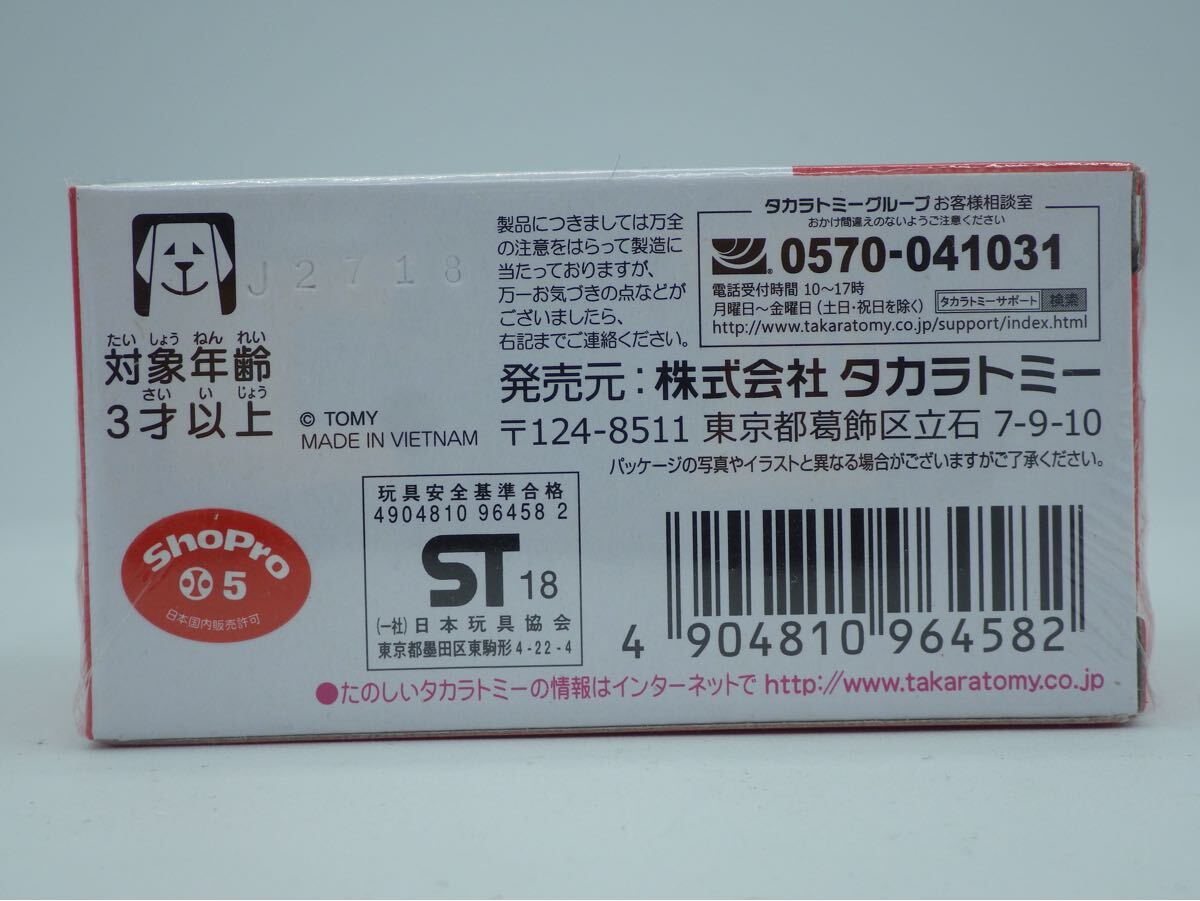 J2718
たいしょうねんれい
対象年齢
さいいじょう
3才以上
© TOMY
MADE IN VIETNAM
製品につきましては万全
の注意をはらって製造に
当たっておりますが、
万一お気づきの点などが
ございましたら、
右記までご連絡ください。
タカラトミーグループ お客様相談室
おかけ間違えのないようご注意ください
0570-041031
電話受付時間 10~17時
月曜日~金曜日 (土日・祝日を除く) タカラトミーサポート 検索
http://www.takaratomy.co.jp/support/index.html
発売元:株式会社 タカラトミー
〒124-8511 東京都葛飾区立石 7-9-10
パッケージの写真やイラストと異なる場合がございますがご了承ください。
ShoPro
5
日本国内販売許可
玩具安全基準合格
4904810 96458 2
ST 18
(一社) 日本玩具協会
東京都墨田区東駒形4-22-4
4 904810 964582
●たのしいタカラトミーの情報はインターネットで http://www.takaratomy.co.jp